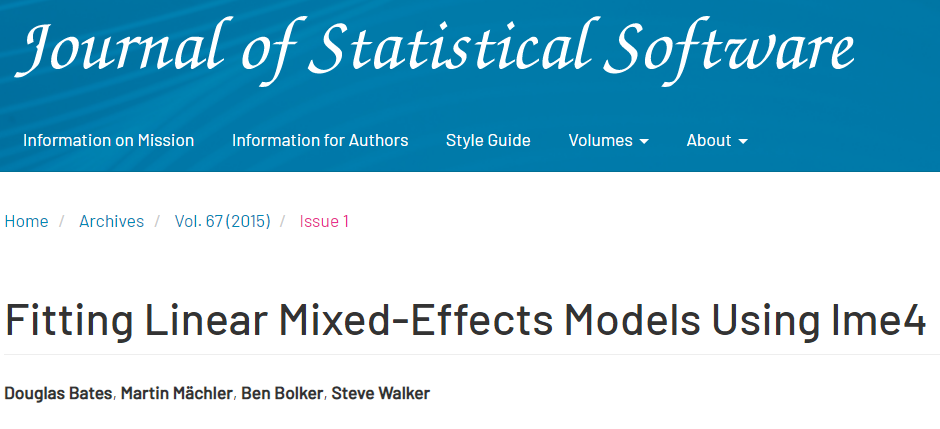 Journal of Statistical Software
Information on Mission Information for Authors Style Guide Volumes About
Home / Archives / Vol. 67 (2015) / Issue 1
Fitting Linear Mixed-Effects Models Using lme4
Douglas Bates, Martin Mächler, Ben Bolker, Steve Walker